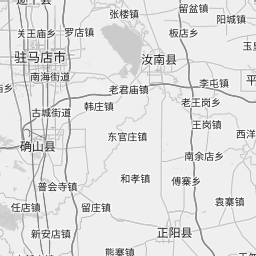 张楼镇
留盆镇
阳城镇
关王庙乡
罗店镇
板店乡
驻马店市
汝南县
南海街道
老君庙镇
李屯镇
韩庄镇
老王岗乡
古城街道
王岗镇
东官庄镇
确山县
南余店乡
和孝镇
普会寺镇
傅寨乡
任店镇
留庄镇
袁寨镇
新安店镇
正阳县
熊寨镇